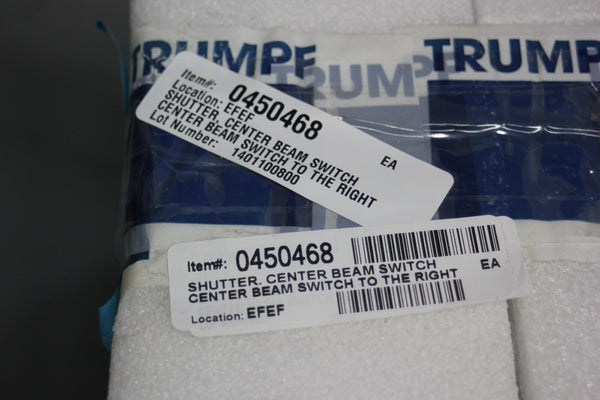 TRUMPF TRUMPF TRUMPF
Item#: 0450468
Location: EFEF
SHUTTER, CENTER BEAM SWITCH EA
CENTER BEAM SWITCH TO THE RIGHT
Lot Number: 1401100800
Item#: 0450468
SHUTTER. CENTER BEAM SWITCH EA
CENTER BEAM SWITCH TO THE RIGHT
Location: EFEF